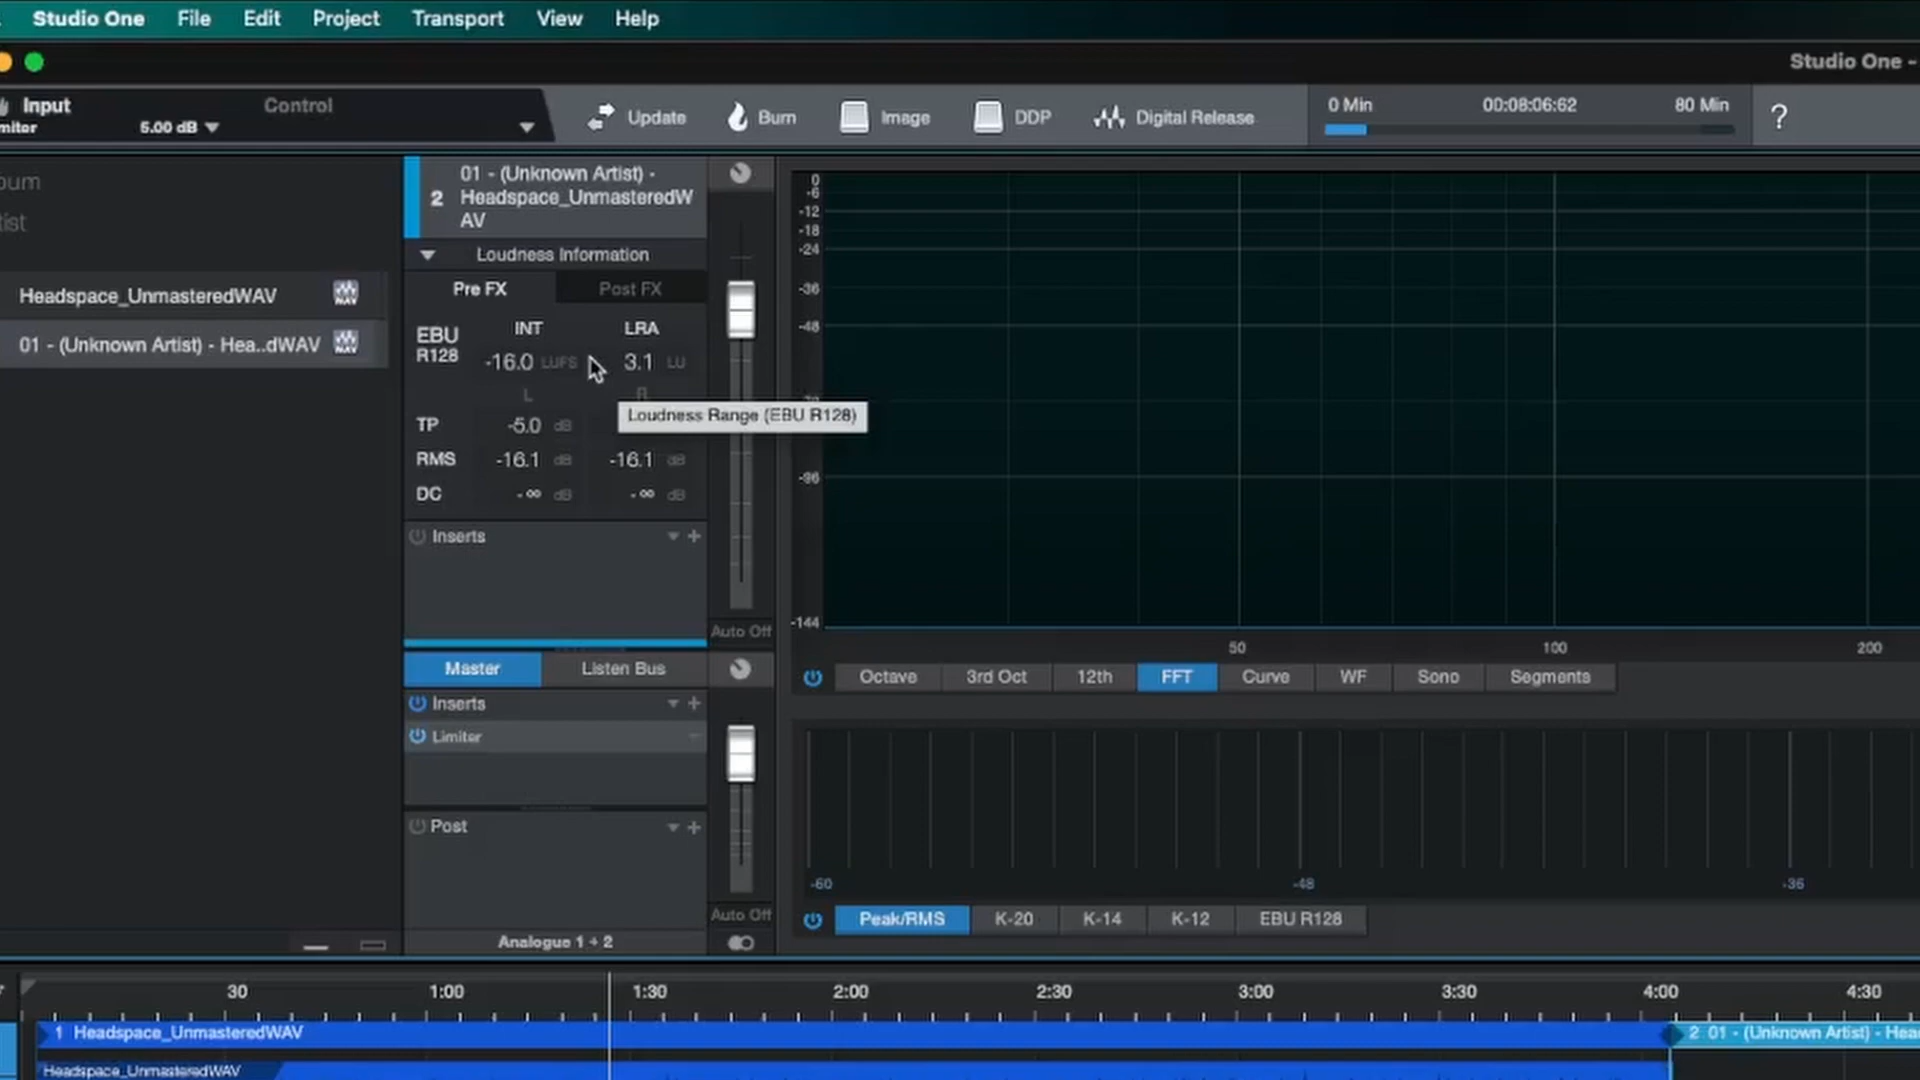 Studio One File Edit Project Transport View Help
Studio One -
Input Control
5.00 dB
Update Burn Image DDP Digital Release
0 Min 00:08:06:62 80 Min
?
2 01 - (Unknown Artist) -
Headspace_UnmasteredW
AV
Loudness Information
Headspace_UnmasteredWAV
WAV
01 - (Unknown Artist) - Hea..dWAV
WAV
Pre FX Post FX
EBU
R128
INT LRA
-16.0 LUFS 3.1 LU
L R
Loudness Range (EBU R128)
TP -5.0 dB
RMS -16.1 dB -16.1 dB
DC -∞ dB -∞ dB
Inserts
Auto Off
Master Listen Bus
Inserts
Limiter
Post
Auto Off
Analogue 1 + 2
0
-6
-12
-18
-24
-36
-48
-96
-144
50 100 200
Octave 3rd Oct 12th FFT Curve WF Sono Segments
-60 -48 -36
Peak/RMS K-20 K-14 K-12 EBU R128
30 1:00 1:30 2:00 2:30 3:00 3:30 4:00 4:30
1 Headspace_UnmasteredWAV
2 01 - (Unknown Artist) - Hea
Headspace_UnmasteredWAV